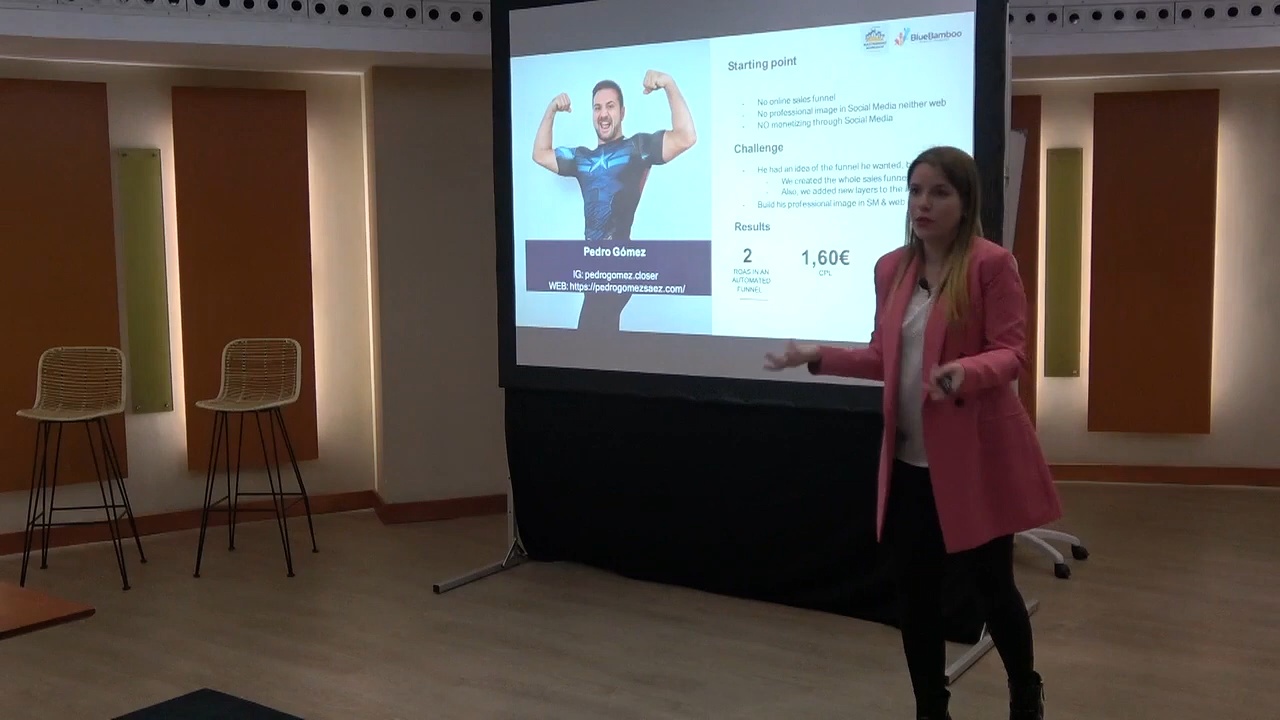 BlueBamboo
Starting point
- No online sales funnel
- No professional image in Social Media neither web
- NO monetizing through Social Media
Challenge
- He had an idea of the funnel he wanted,
- We created the whole sales funne
- Also, we added new layers to the
- Build his professional image in SM & web
Results
2
ROAS IN AN
AUTOMATED
FUNNEL
1,60€
CPL
Pedro Gómez
IG: pedrogomez.closer
WEB: https://pedrogomezsaez.com/